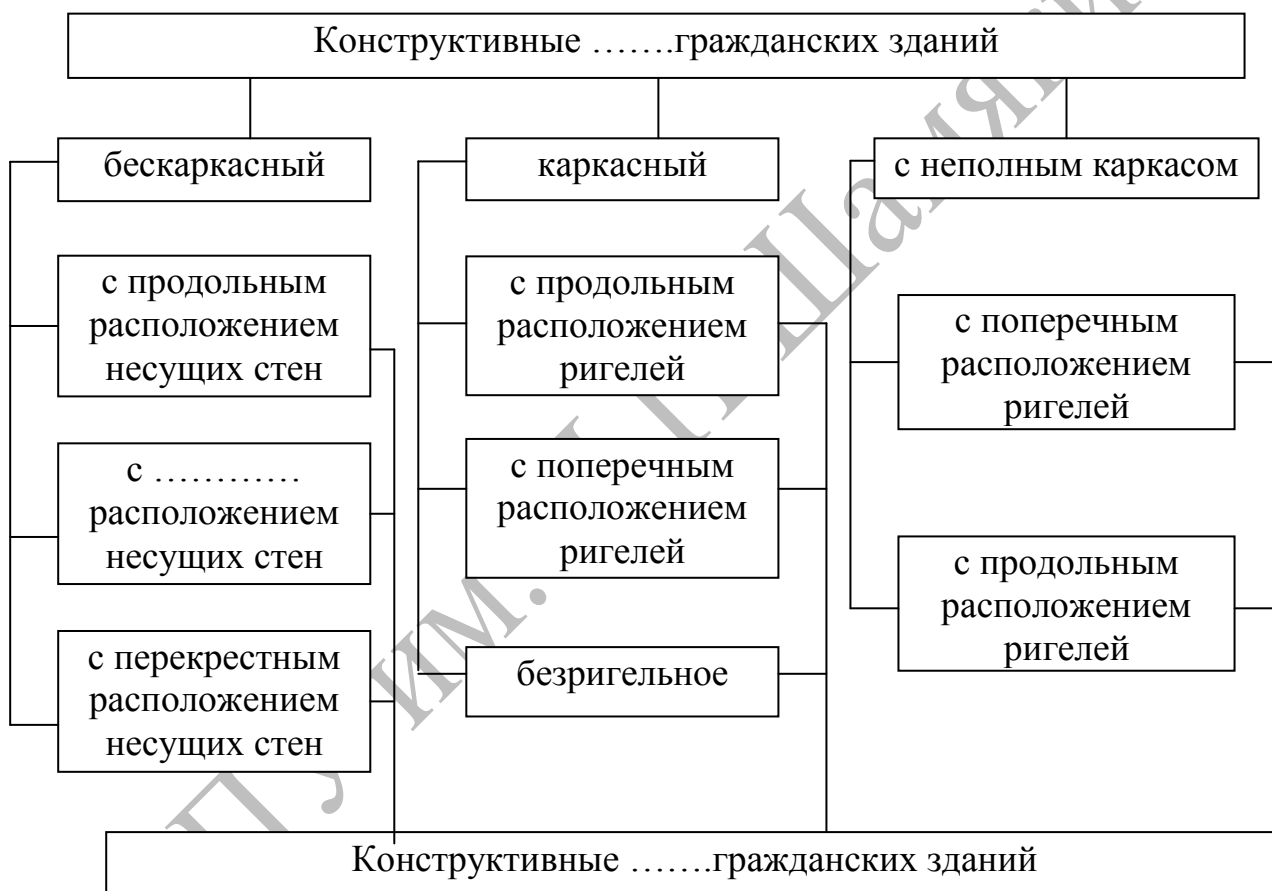 Конструктивные …….гражданских зданий
бескаркасный
каркасный
с неполным каркасом
с продольным
расположением
несущих стен
с …………
расположением
несущих стен
с перекрестным
расположением
несущих стен
с продольным
расположением
ригелей
с поперечным
расположением
ригелей
безригельное
с поперечным
расположением
ригелей
с продольным
расположением
ригелей
Конструктивные …….гражданских зданий